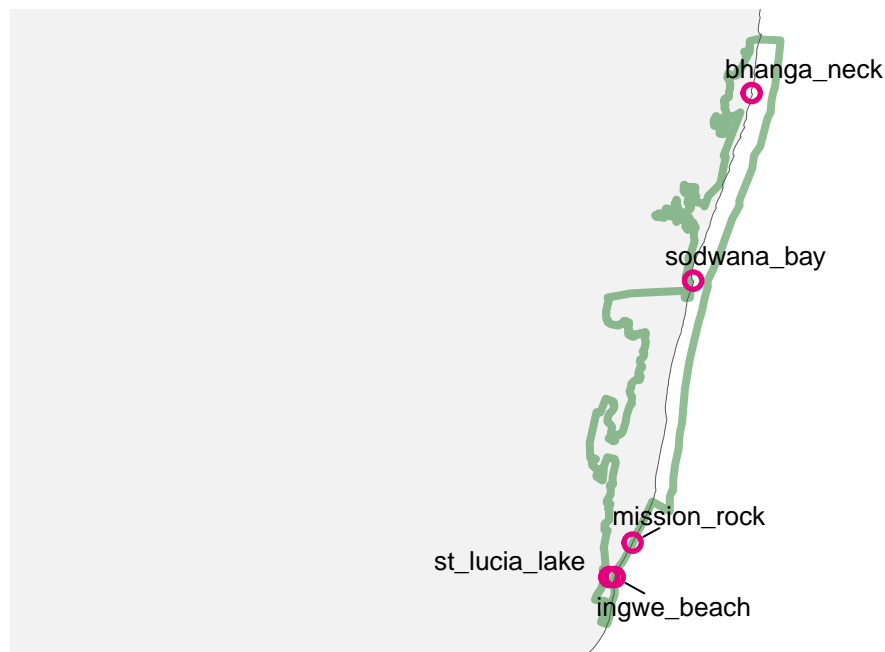 bhanga_neck
sodwana_bay
mission_rock
st_lucia_lake
ingwe_beach